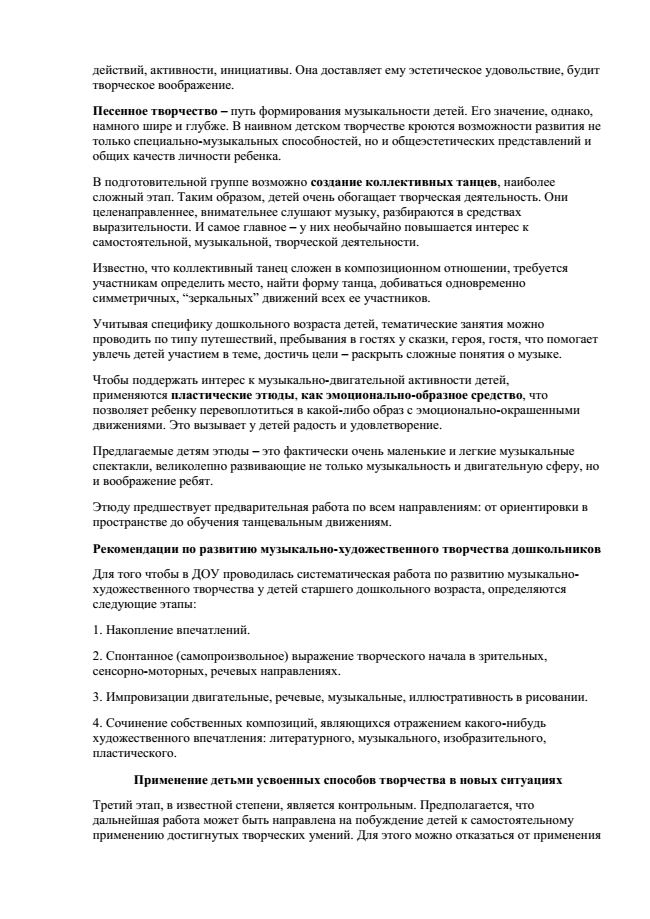 действий, активности, инициативы. Она доставляет ему эстетическое удовольствие, будит
творческое воображение.
Песенное творчество – путь формирования музыкальности детей. Его значение, однако,
намного шире и глубже. В наивном детском творчестве кроются возможности развития не
только специально-музыкальных способностей, но и общеэстетических представлений и
общих качеств личности ребенка.
В подготовительной группе возможно создание коллективных танцев, наиболее
сложный этап. Таким образом, детей очень обогащает творческая деятельность. Они
целенаправленнее, внимательнее слушают музыку, разбираются в средствах
выразительности. И самое главное – у них необычайно повышается интерес к
самостоятельной, музыкальной, творческой деятельности.
Известно, что коллективный танец сложен в композиционном отношении, требуется
участникам определить место, найти форму танца, добиваться одновременно
симметричных, “зеркальных” движений всех ее участников.
Учитывая специфику дошкольного возраста детей, тематические занятия можно
проводить по типу путешествий, пребывания в гостях у сказки, героя, гостя, что помогает
увлечь детей участием в теме, достичь цели – раскрыть сложные понятия о музыке.
Чтобы поддержать интерес к музыкально-двигательной активности детей,
применяются пластические этюды, как эмоционально-образное средство, что
позволяет ребенку перевоплотиться в какой-либо образ с эмоционально-окрашенными
движениями. Это вызывает у детей радость и удовлетворение.
Предлагаемые детям этюды – это фактически очень маленькие и легкие музыкальные
спектакли, великолепно развивающие не только музыкальность и двигательную сферу, но
и воображение ребят.
Этюду предшествует предварительная работа по всем направлениям: от ориентировки в
пространстве до обучения танцевальным движениям.
Рекомендации по развитию музыкально-художественного творчества дошкольников
Для того чтобы в ДОУ проводилась систематическая работа по развитию музыкально-
художественного творчества у детей старшего дошкольного возраста, определяются
следующие этапы:
1. Накопление впечатлений.
2. Спонтанное (самопроизвольное) выражение творческого начала в зрительных,
сенсорно-моторных, речевых направлениях.
3. Импровизации двигательные, речевые, музыкальные, иллюстративность в рисовании.
4. Сочинение собственных композиций, являющихся отражением какого-нибудь
художественного впечатления: литературного, музыкального, изобразительного,
пластического.
Применение детьми усвоенных способов творчества в новых ситуациях
Третий этап, в известной степени, является контрольным. Предполагается, что
дальнейшая работа может быть направлена на побуждение детей к самостоятельному
применению достигнутых творческих умений. Для этого можно отказаться от применения